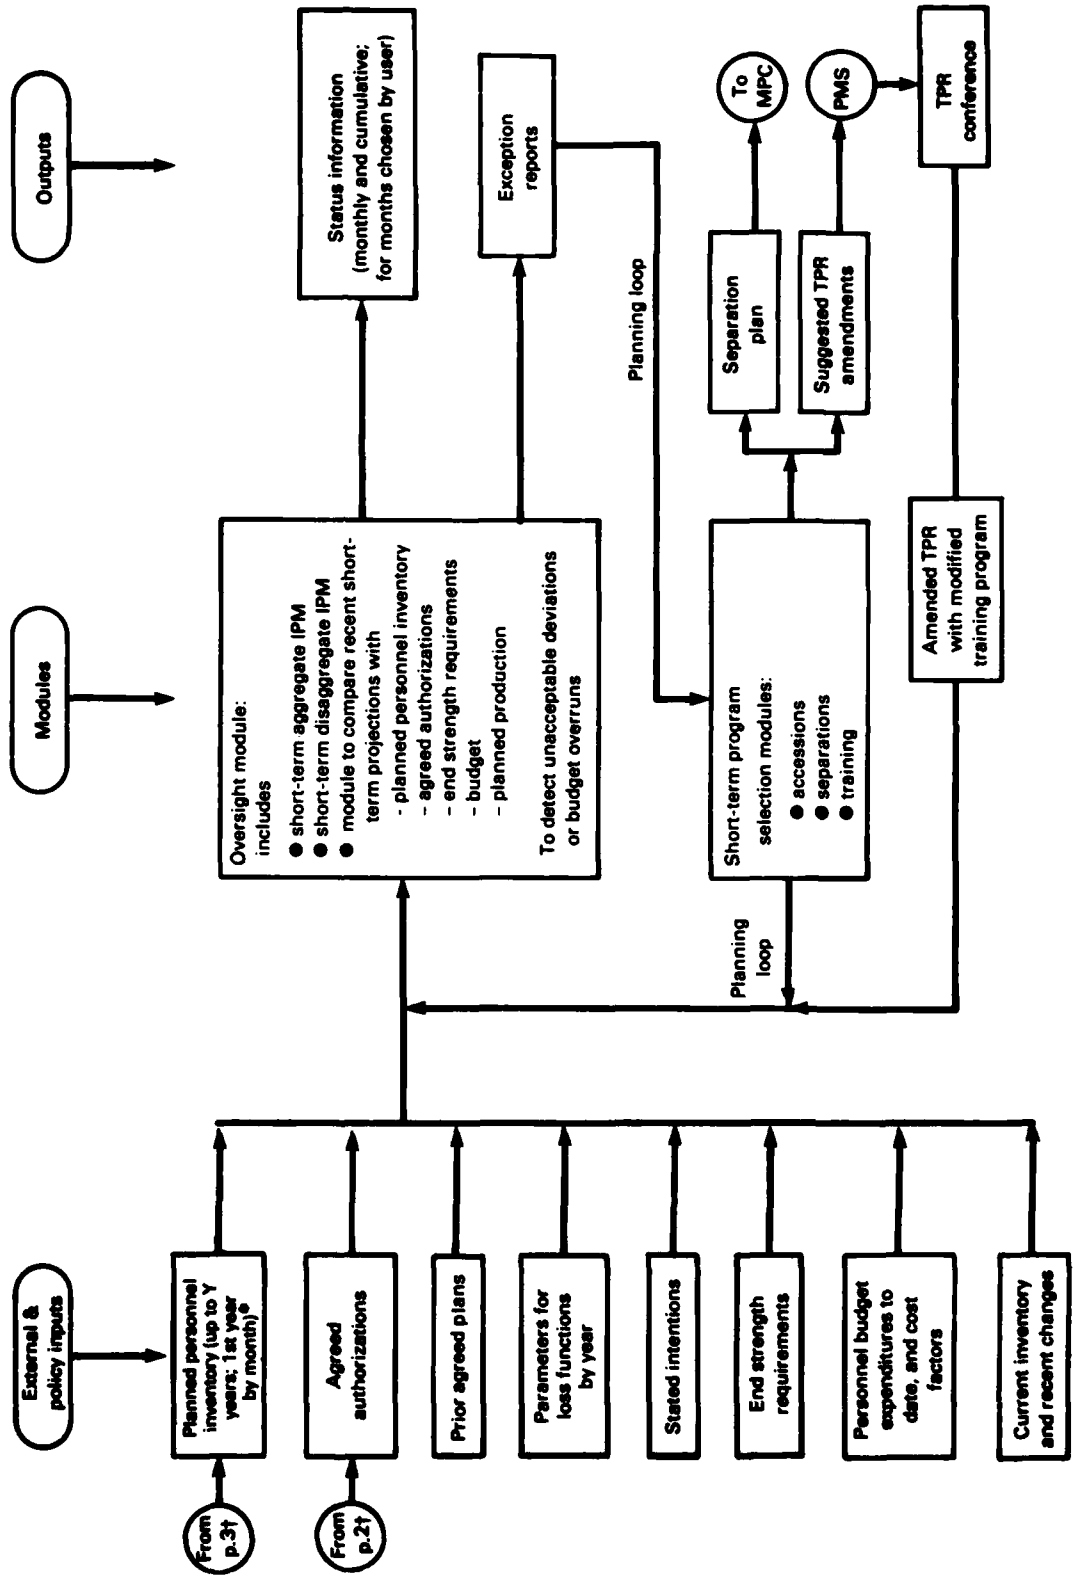 External &
policy inputs
Modules
Outputs
From
p.3†
Planned personnel
inventory (up to Y
years; 1st year
by month)*
From
p.2†
Agreed
authorizations
Prior agreed plans
Parameters for
loss functions
by year
Stated intentions
End strength
requirements
Personnel budget
expenditures to
date, and cost
factors
Current inventory
and recent changes
Oversight module:
includes
● short-term aggregate IPM
● short-term disaggregate IPM
● module to compare recent short-
term projections with
- planned personnel inventory
– agreed authorizations
– end strength requirements
– budget
– planned production
To detect unacceptable deviations
or budget overruns
Planning
loop
Short-term program
selection modules:
● accessions
● separations
● training
Amended TPR
with modified
training program
Status information
(monthly and cumulative;
for months chosen by user)
Exception
reports
Planning loop
Separation
plan
To
MPC
Suggested TPR
amendments
PMS
TPR
conference